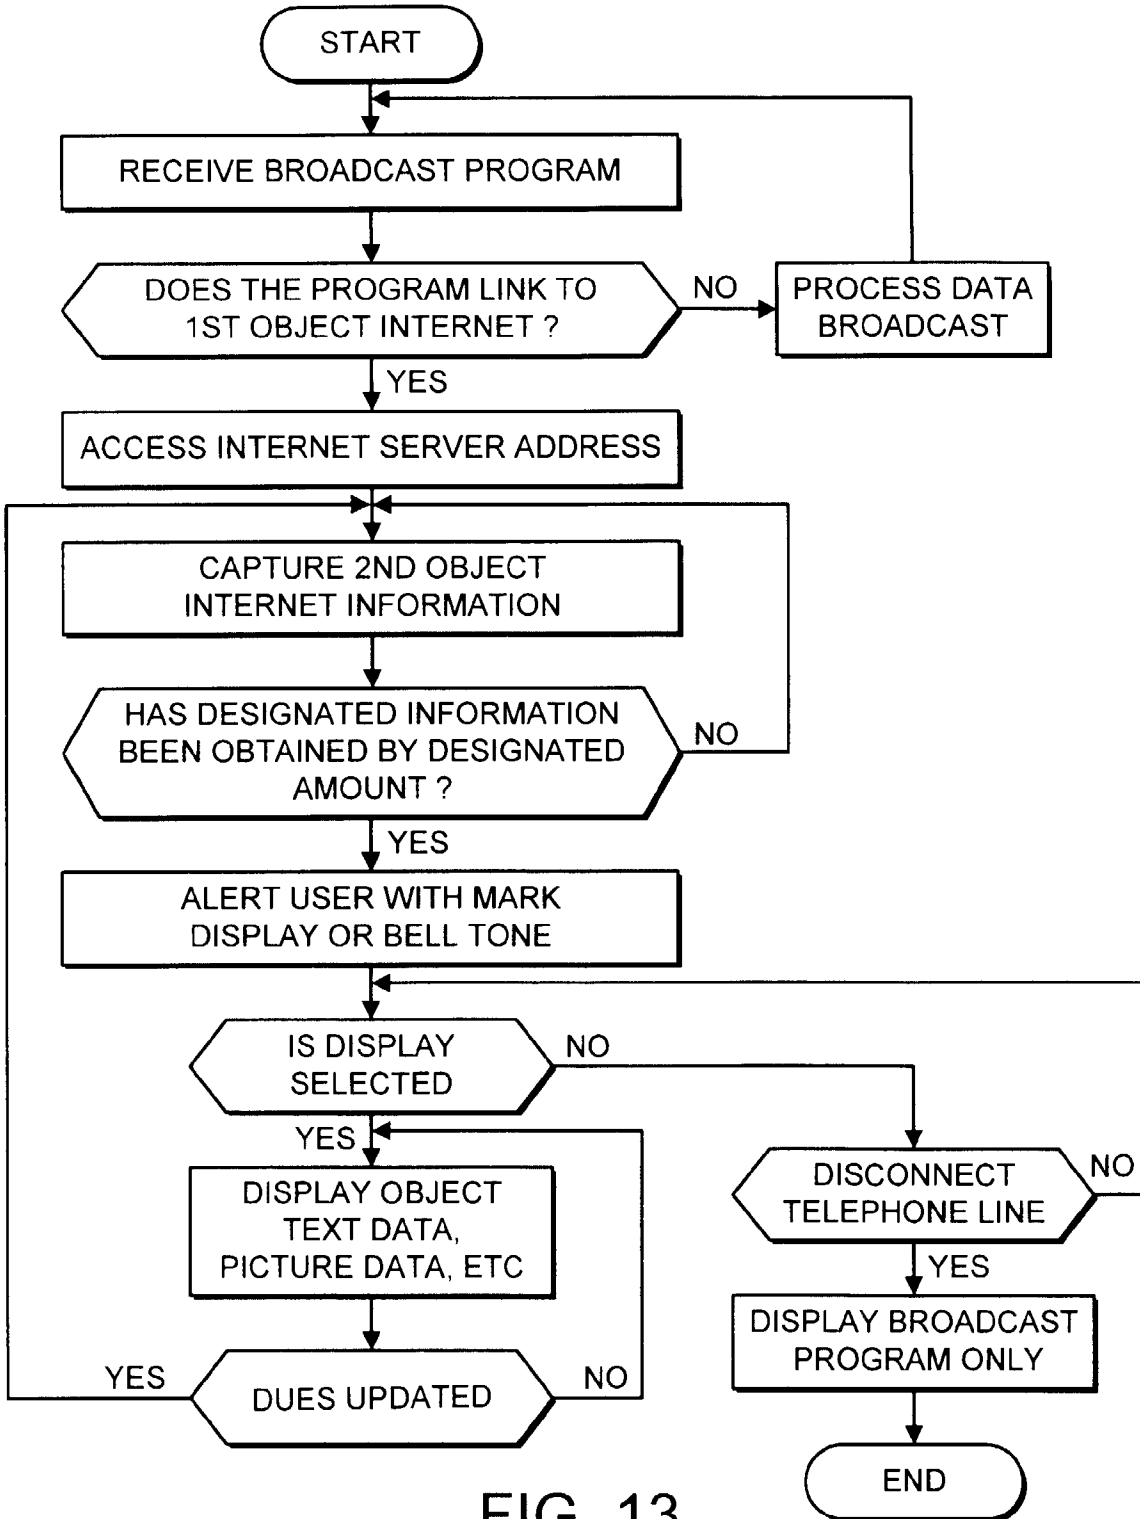 START
RECEIVE BROADCAST PROGRAM
DOES THE PROGRAM LINK TO
1ST OBJECT INTERNET ?
NO
PROCESS DATA
BROADCAST
YES
ACCESS INTERNET SERVER ADDRESS
CAPTURE 2ND OBJECT
INTERNET INFORMATION
HAS DESIGNATED INFORMATION
BEEN OBTAINED BY DESIGNATED
AMOUNT ?
NO
YES
ALERT USER WITH MARK
DISPLAY OR BELL TONE
IS DISPLAY
SELECTED
NO
YES
DISPLAY OBJECT
TEXT DATA,
PICTURE DATA, ETC
DISCONNECT
TELEPHONE LINE
NO
YES
DISPLAY BROADCAST
PROGRAM ONLY
YES
DUES UPDATED
NO
END
FIG. 13